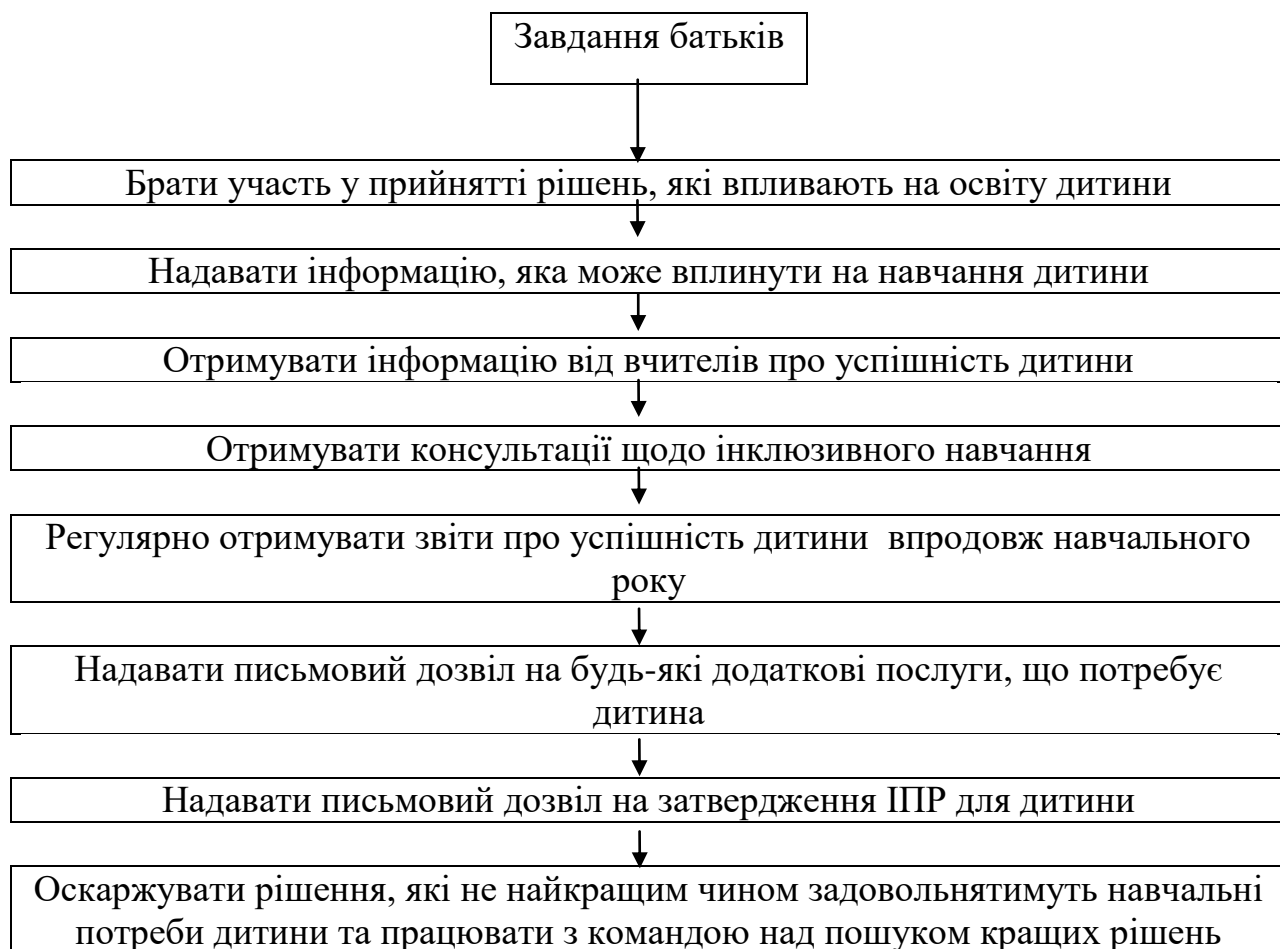 Завдання батьків
Брати участь у прийнятті рішень, які впливають на освіту дитини
Надавати інформацію, яка може вплинути на навчання дитини
Отримувати інформацію від вчителів про успішність дитини
Отримувати консультації щодо інклюзивного навчання
Регулярно отримувати звіти про успішність дитини впродовж навчального
року
Надавати письмовий дозвіл на будь-які додаткові послуги, що потребує
дитина
Надавати письмовий дозвіл на затвердження ІПР для дитини
Оскаржувати рішення, які не найкращим чином задовольнятимуть навчальні
потреби дитини та працювати з командою над пошуком кращих рішень